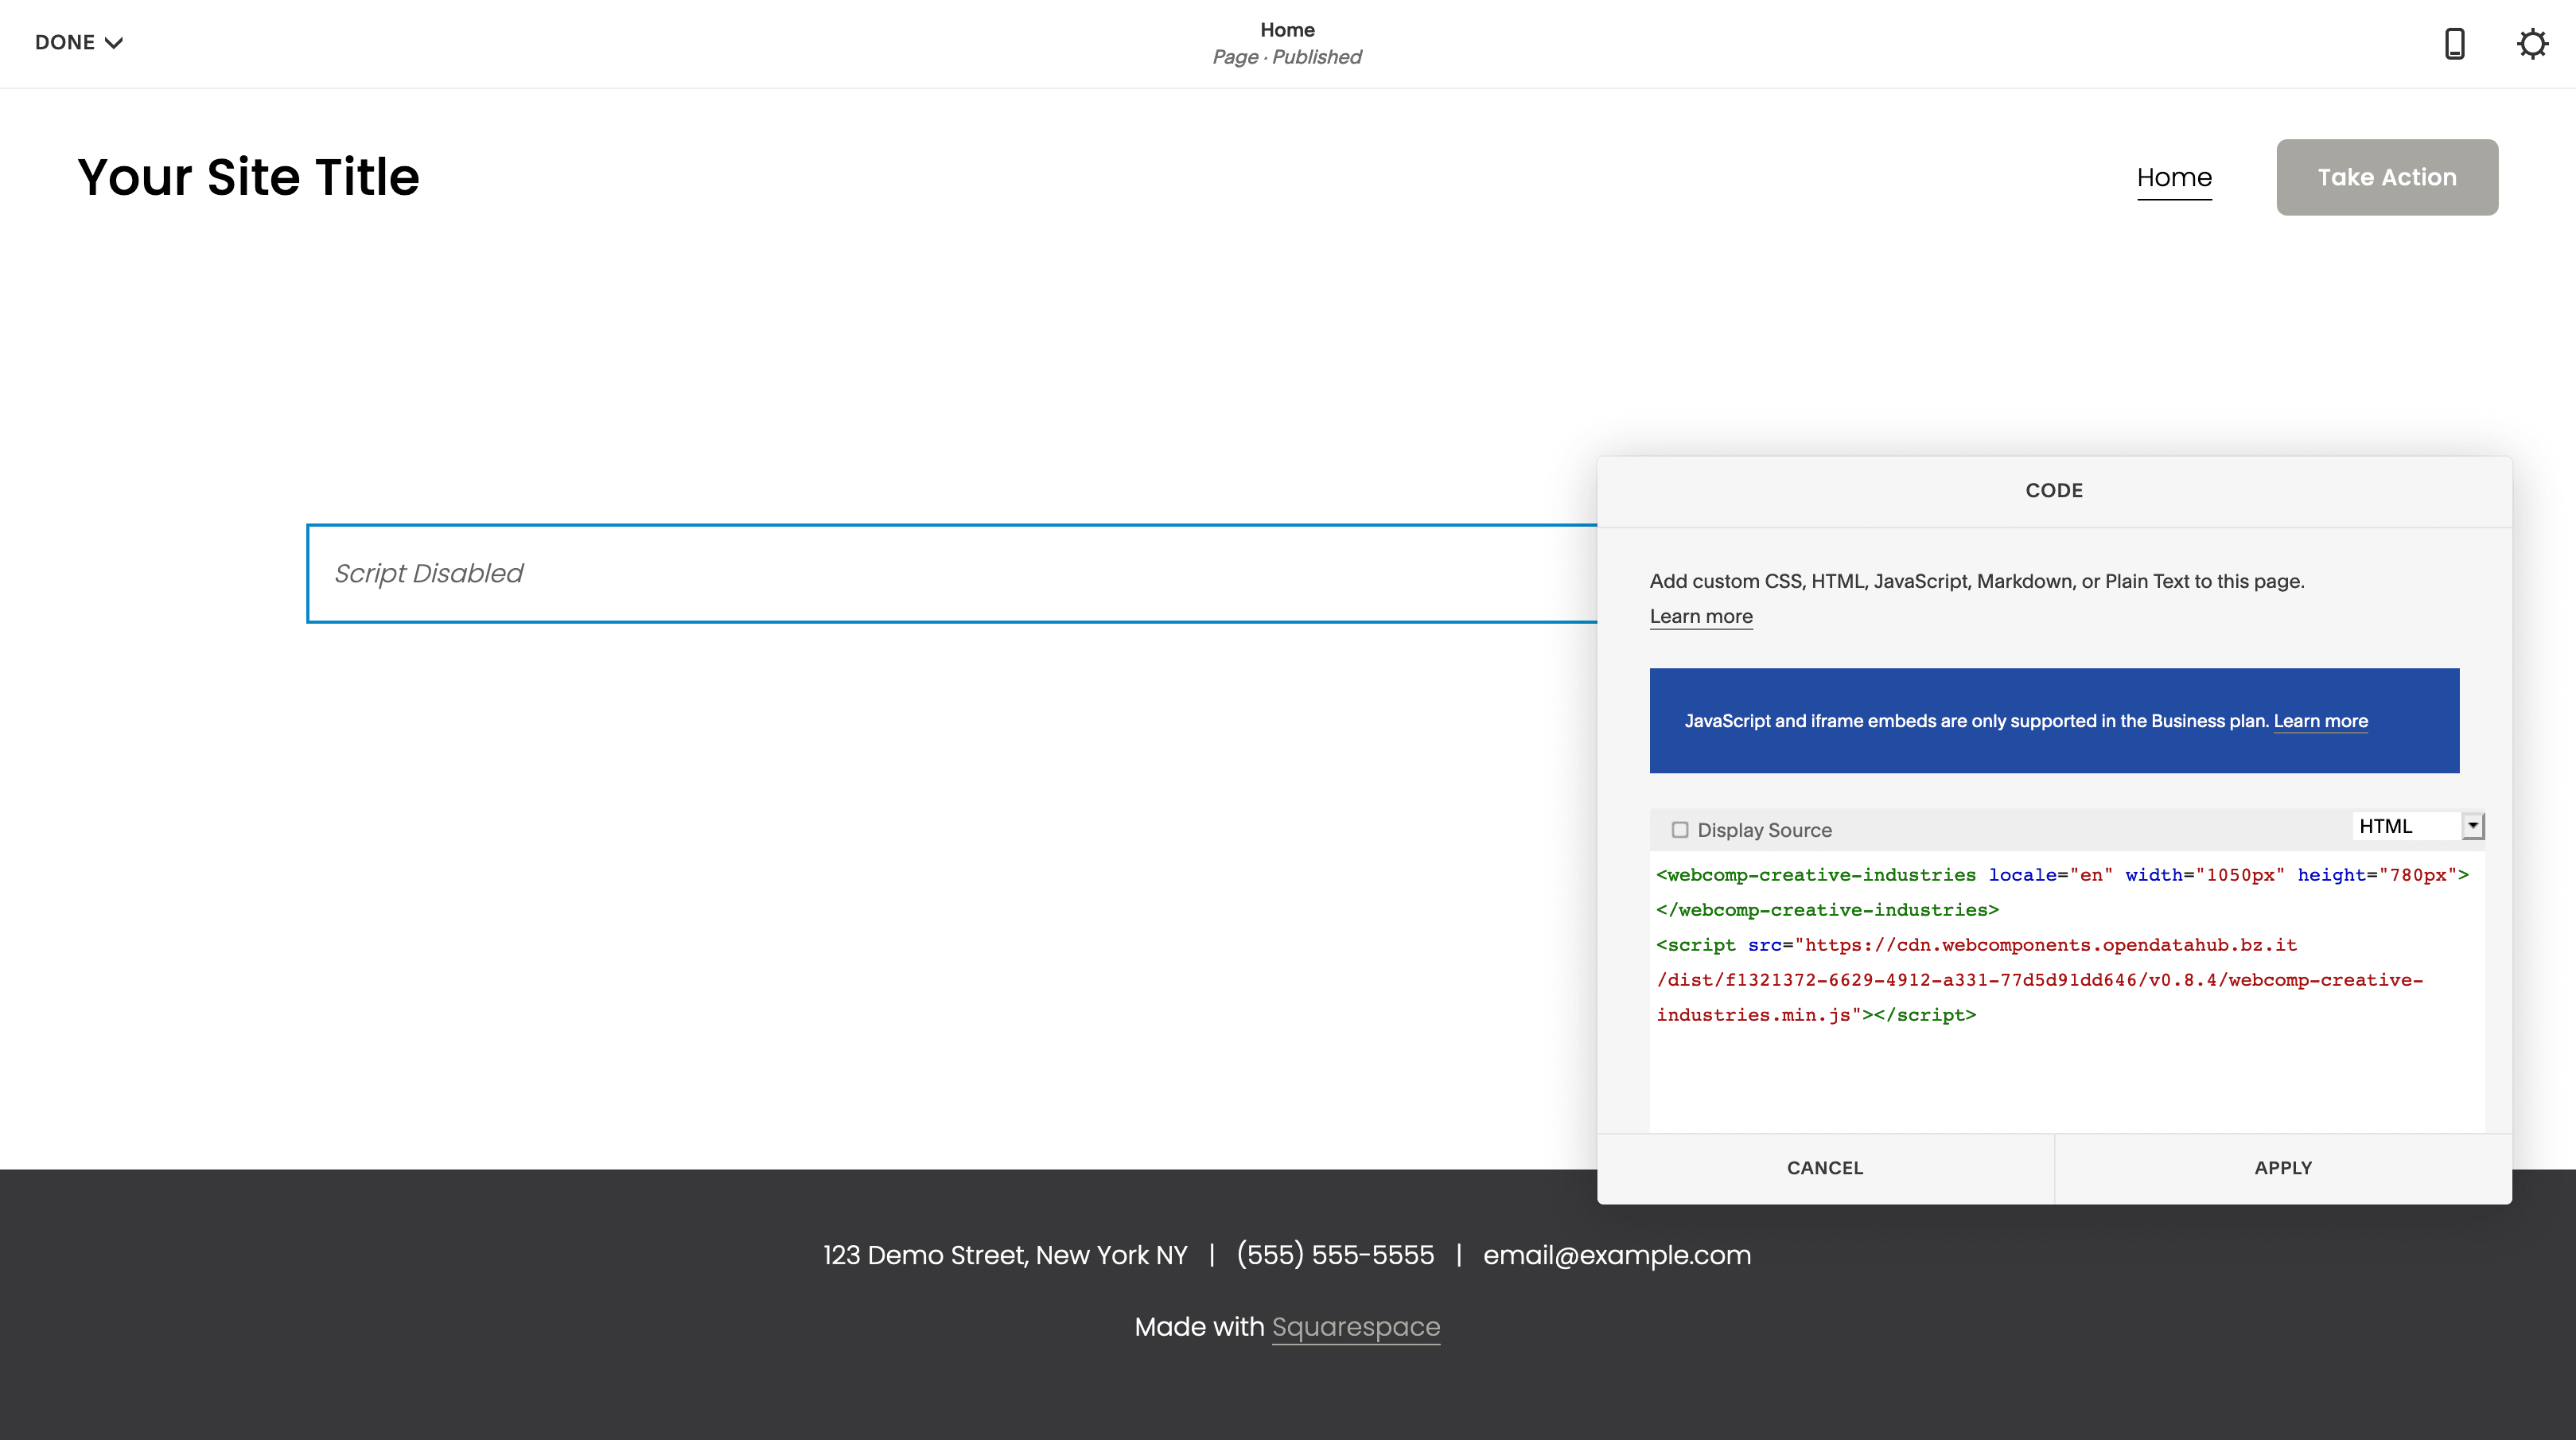 DONE
Home
Page · Published
Your Site Title
Home
Take Action
Script Disabled
CODE
Add custom CSS, HTML, JavaScript, Markdown, or Plain Text to this page.
Learn more
JavaScript and iframe embeds are only supported in the Business plan. Learn more
Display Source
HTML
<webcomp-creative-industries locale="en" width="1050px" height="780px">
</webcomp-creative-industries>
<script src="https://cdn.webcomponents.opendatahub.bz.it
/dist/f1321372-6629-4912-a331-77d5d91dd646/v0.8.4/webcomp-creative-
industries.min.js"></script>
CANCEL
APPLY
123 Demo Street, New York NY | (555) 555-5555 | email@example.com
Made with Squarespace